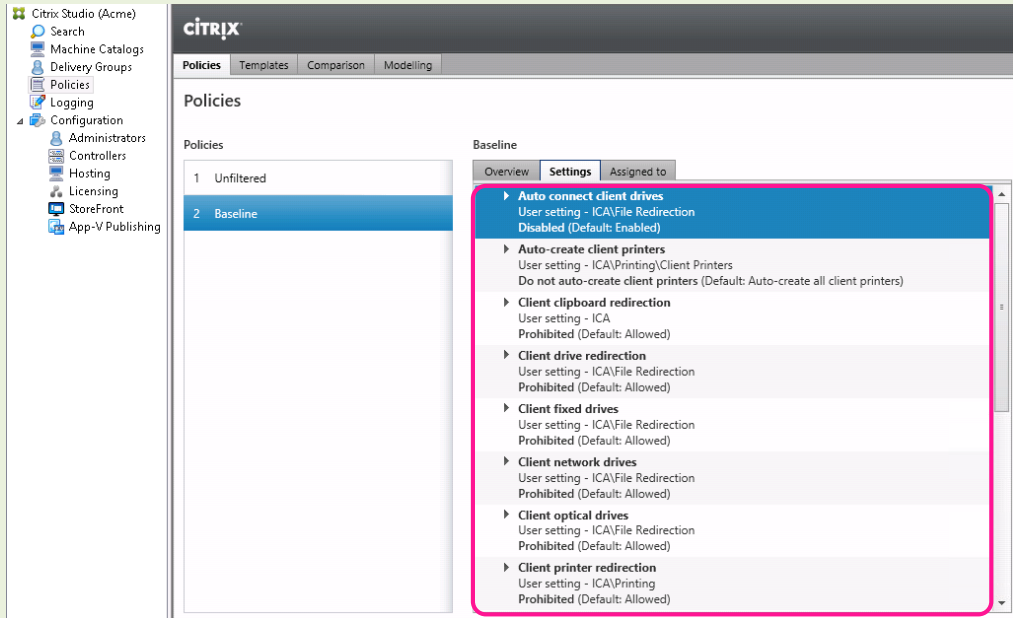 Citrix Studio (Acme)
Search
Machine Catalogs
Delivery Groups
Policies
Logging
Configuration
Administrators
Controllers
Hosting
Licensing
StoreFront
App-V Publishing
CITRIX
Policies Templates Comparison Modelling
Policies
Policies
1 Unfiltered
2 Baseline
Baseline
Overview Settings Assigned to
Auto connect client drives
User setting - ICA\File Redirection
Disabled (Default: Enabled)
Auto-create client printers
User setting - ICA\Printing\Client Printers
Do not auto-create client printers (Default: Auto-create all client printers)
Client clipboard redirection
User setting - ICA
Prohibited (Default: Allowed)
Client drive redirection
User setting - ICA\File Redirection
Prohibited (Default: Allowed)
Client fixed drives
User setting - ICA\File Redirection
Prohibited (Default: Allowed)
Client network drives
User setting - ICA\File Redirection
Prohibited (Default: Allowed)
Client optical drives
User setting - ICA\File Redirection
Prohibited (Default: Allowed)
Client printer redirection
User setting - ICA\Printing
Prohibited (Default: Allowed)